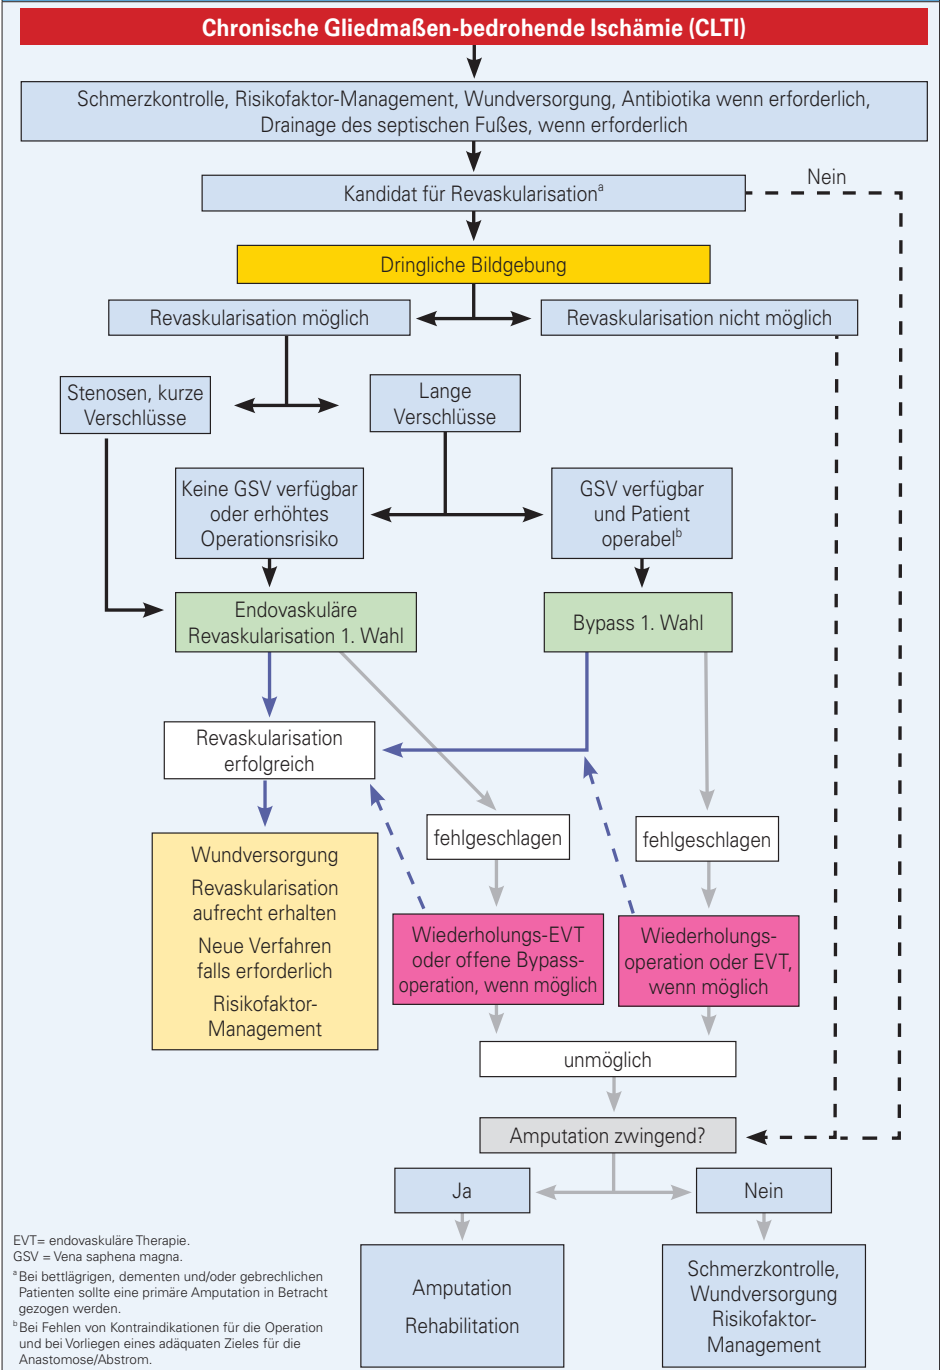 Chronische Gliedmaßen-bedrohende Ischämie (CLTI)
Schmerzkontrolle, Risikofaktor-Management, Wundversorgung, Antibiotika wenn erforderlich,
Drainage des septischen Fußes, wenn erforderlich
Nein
Kandidat für Revaskularisationᵃ
Dringliche Bildgebung
Revaskularisation möglich
Revaskularisation nicht möglich
Stenosen, kurze
Verschlüsse
Lange
Verschlüsse
Keine GSV verfügbar
oder erhöhtes
Operationsrisiko
GSV verfügbar
und Patient
operabelᵇ
Endovaskuläre
Revaskularisation 1. Wahl
Bypass 1. Wahl
Revaskularisation
erfolgreich
fehlgeschlagen
fehlgeschlagen
Wundversorgung
Revaskularisation
aufrecht erhalten
Neue Verfahren
falls erforderlich
Risikofaktor-
Management
Wiederholungs-EVT
oder offene Bypass-
operation, wenn möglich
Wiederholungs-
operation oder EVT,
wenn möglich
unmöglich
Amputation zwingend?
Ja
Nein
Amputation
Rehabilitation
Schmerzkontrolle,
Wundversorgung
Risikofaktor-
Management
EVT= endovaskuläre Therapie.
GSV = Vena saphena magna.
ᵃ Bei bettlägrigen, dementen und/oder gebrechlichen
Patienten sollte eine primäre Amputation in Betracht
gezogen werden.
ᵇ Bei Fehlen von Kontraindikationen für die Operation
und bei Vorliegen eines adäquaten Zieles für die
Anastomose/Abstrom.